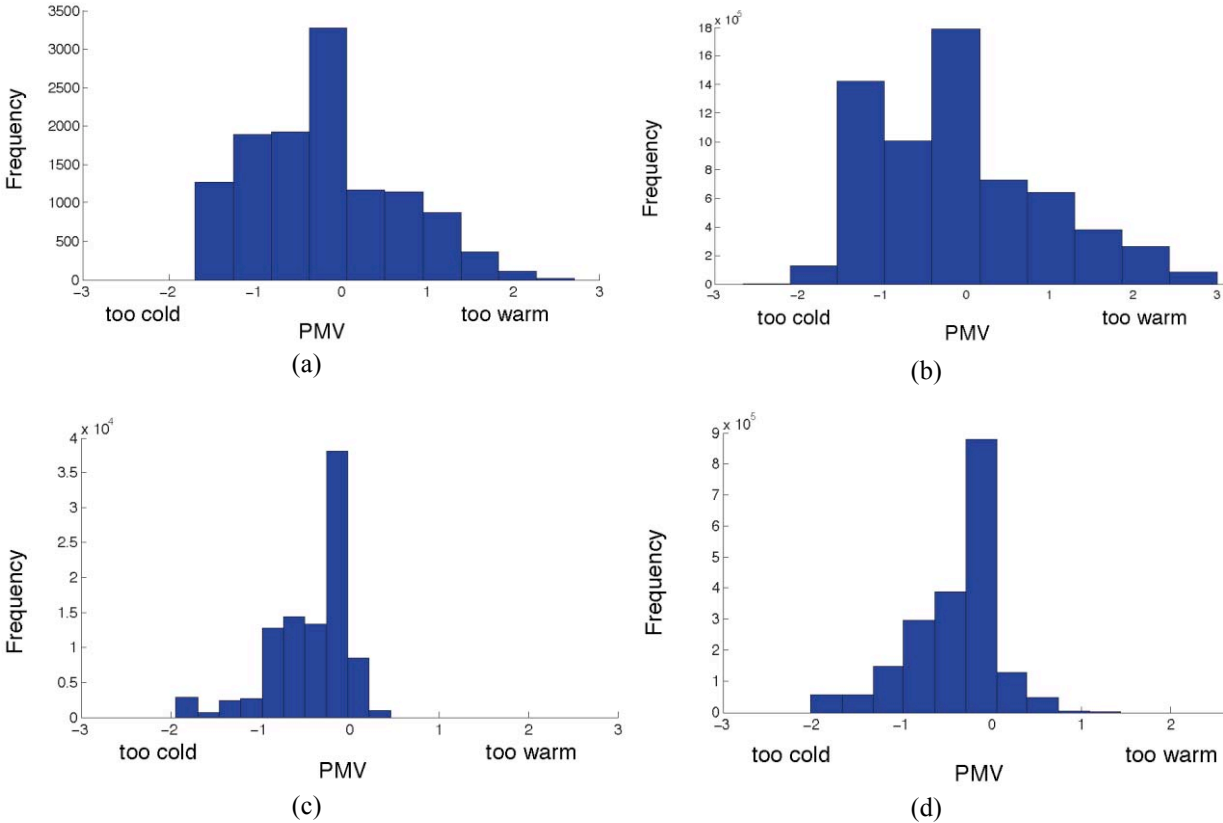 3500
3000
2500
2000
1500
1000
500
0
Frequency
−3 −2 −1 0 1 2 3
too cold too warm
PMV
(a)
x 10^5
18
16
14
12
10
8
6
4
2
0
Frequency
−3 −2 −1 0 1 2 3
too cold too warm
PMV
(b)
x 10^4
4
3.5
3
2.5
2
1.5
1
0.5
0
Frequency
−3 −2 −1 0 1 2 3
too cold too warm
PMV
(c)
x 10^5
9
8
7
6
5
4
3
2
1
0
Frequency
−3 −2 −1 0 1 2
too cold too warm
PMV
(d)